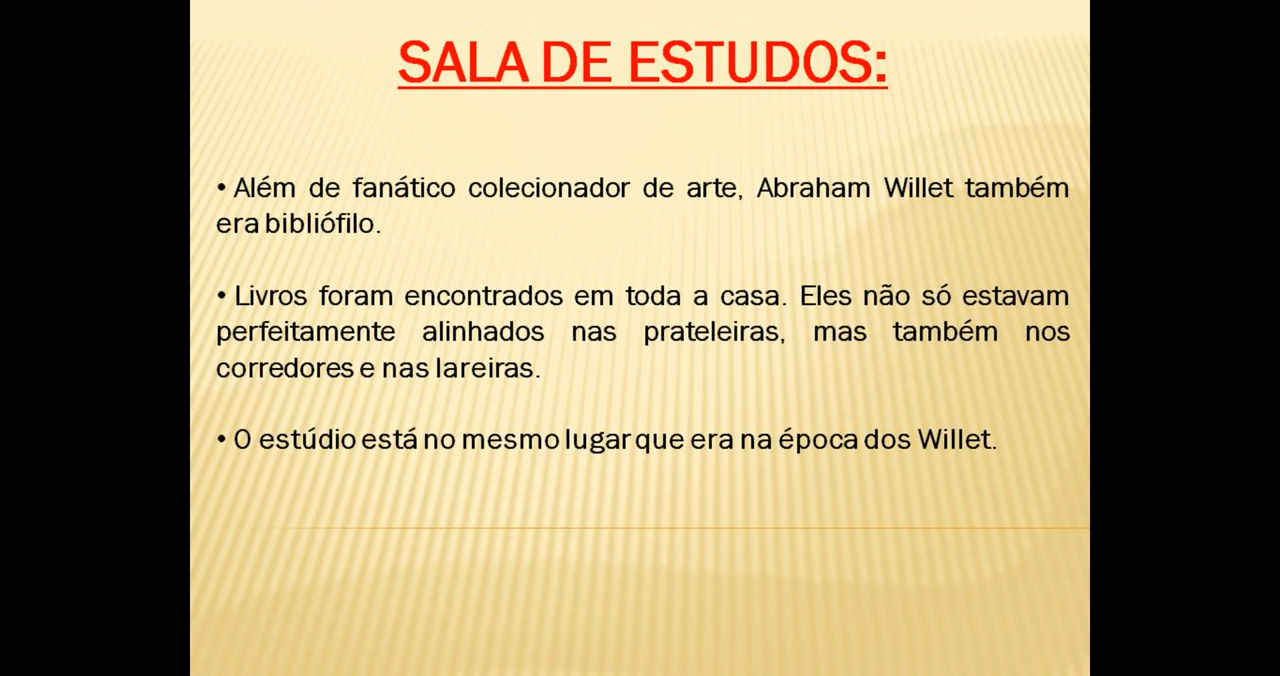 SALA DE ESTUDOS:
• Além de fanático colecionador de arte, Abraham Willet também
era bibliófilo.
• Livros foram encontrados em toda a casa. Eles não só estavam
perfeitamente alinhados nas prateleiras, mas também nos
corredores e nas lareiras.
• O estúdio está no mesmo lugar que era na época dos Willet.